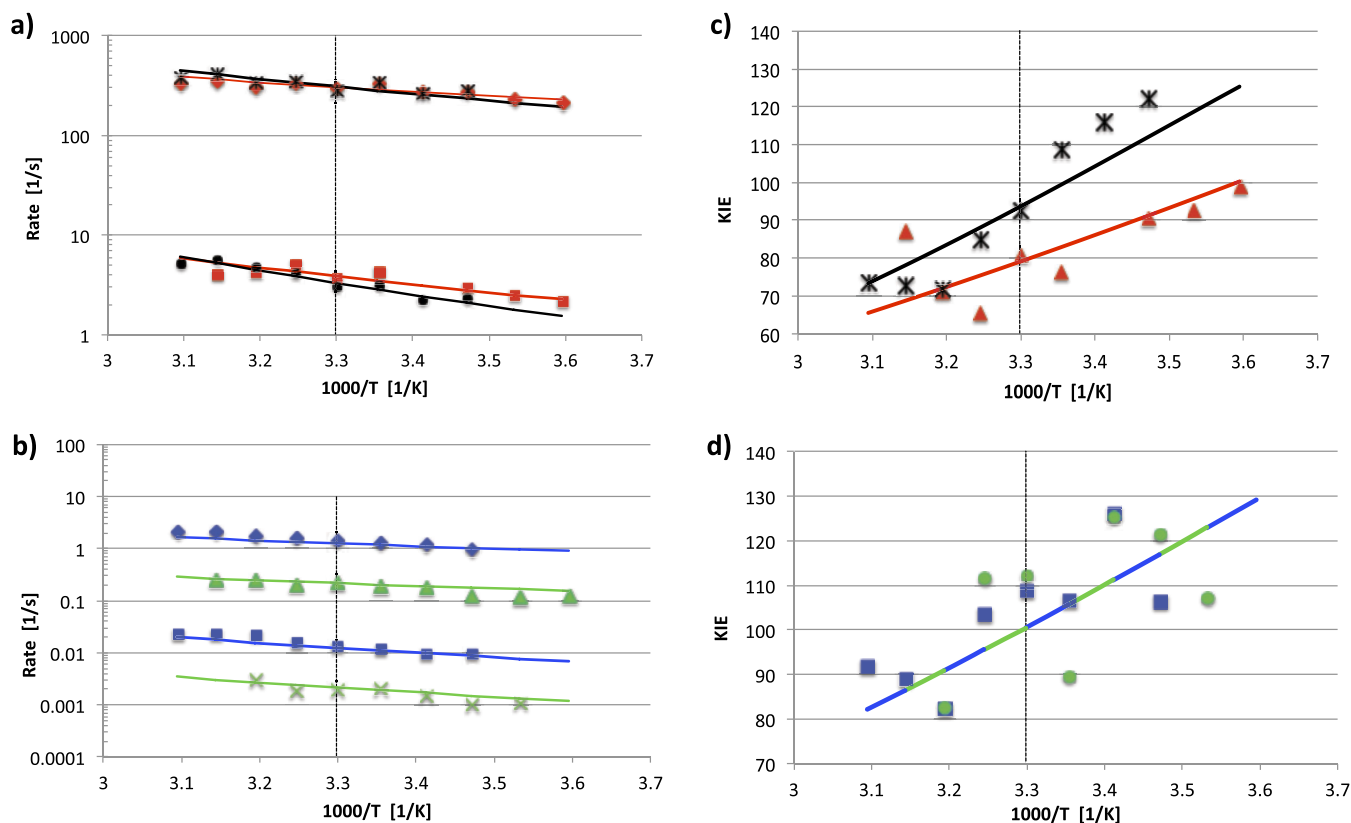 a)
1000
100
10
1
Rate [1/s]
3 3.1 3.2 3.3 3.4 3.5 3.6 3.7
1000/T [1/K]
c)
140
130
120
110
100
90
80
70
60
KIE
3 3.1 3.2 3.3 3.4 3.5 3.6 3.7
1000/T [1/K]
b)
100
10
1
0.1
0.01
0.001
0.0001
Rate [1/s]
3 3.1 3.2 3.3 3.4 3.5 3.6 3.7
1000/T [1/K]
d)
140
130
120
110
100
90
80
70
KIE
3 3.1 3.2 3.3 3.4 3.5 3.6 3.7
1000/T [1/K]